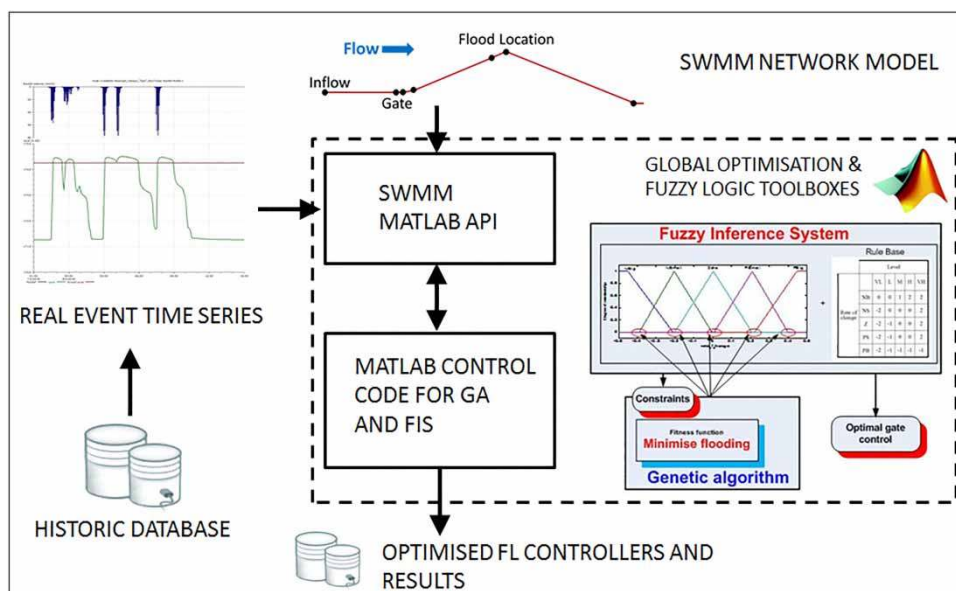 Flow
Flood Location
Inflow
Gate
SWMM NETWORK MODEL
GLOBAL OPTIMISATION &
FUZZY LOGIC TOOLBOXES
SWMM
MATLAB API
REAL EVENT TIME SERIES
MATLAB CONTROL
CODE FOR GA
AND FIS
HISTORIC DATABASE
OPTIMISED FL CONTROLLERS AND
RESULTS
Fuzzy Inference System
Rule Base
Level
VL L M H VH
Rate of
change
NB 0 0 1 2 2
NS -2 0 0 0 2
Z -2 -1 0 0 2
PS -2 -1 0 0 2
PB -2 -1 -1 -1 -1
+
Constraints
Fitness function
Minimise flooding
Genetic algorithm
Optimal gate
control